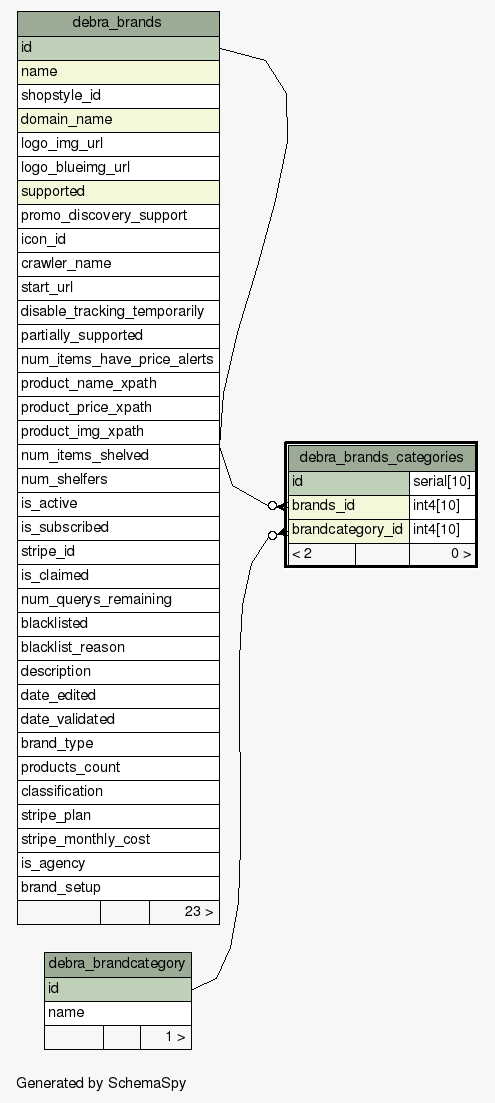 debra_brands
id
name
shopstyle_id
domain_name
logo_img_url
logo_blueimg_url
supported
promo_discovery_support
icon_id
crawler_name
start_url
disable_tracking_temporarily
partially_supported
num_items_have_price_alerts
product_name_xpath
product_price_xpath
product_img_xpath
num_items_shelved
num_shelfers
is_active
is_subscribed
stripe_id
is_claimed
num_querys_remaining
blacklisted
blacklist_reason
description
date_edited
date_validated
brand_type
products_count
classification
stripe_plan
stripe_monthly_cost
is_agency
brand_setup
23 >
debra_brands_categories
id serial[10]
brands_id int4[10]
brandcategory_id int4[10]
< 2 0 >
debra_brandcategory
id
name
1 >
Generated by SchemaSpy